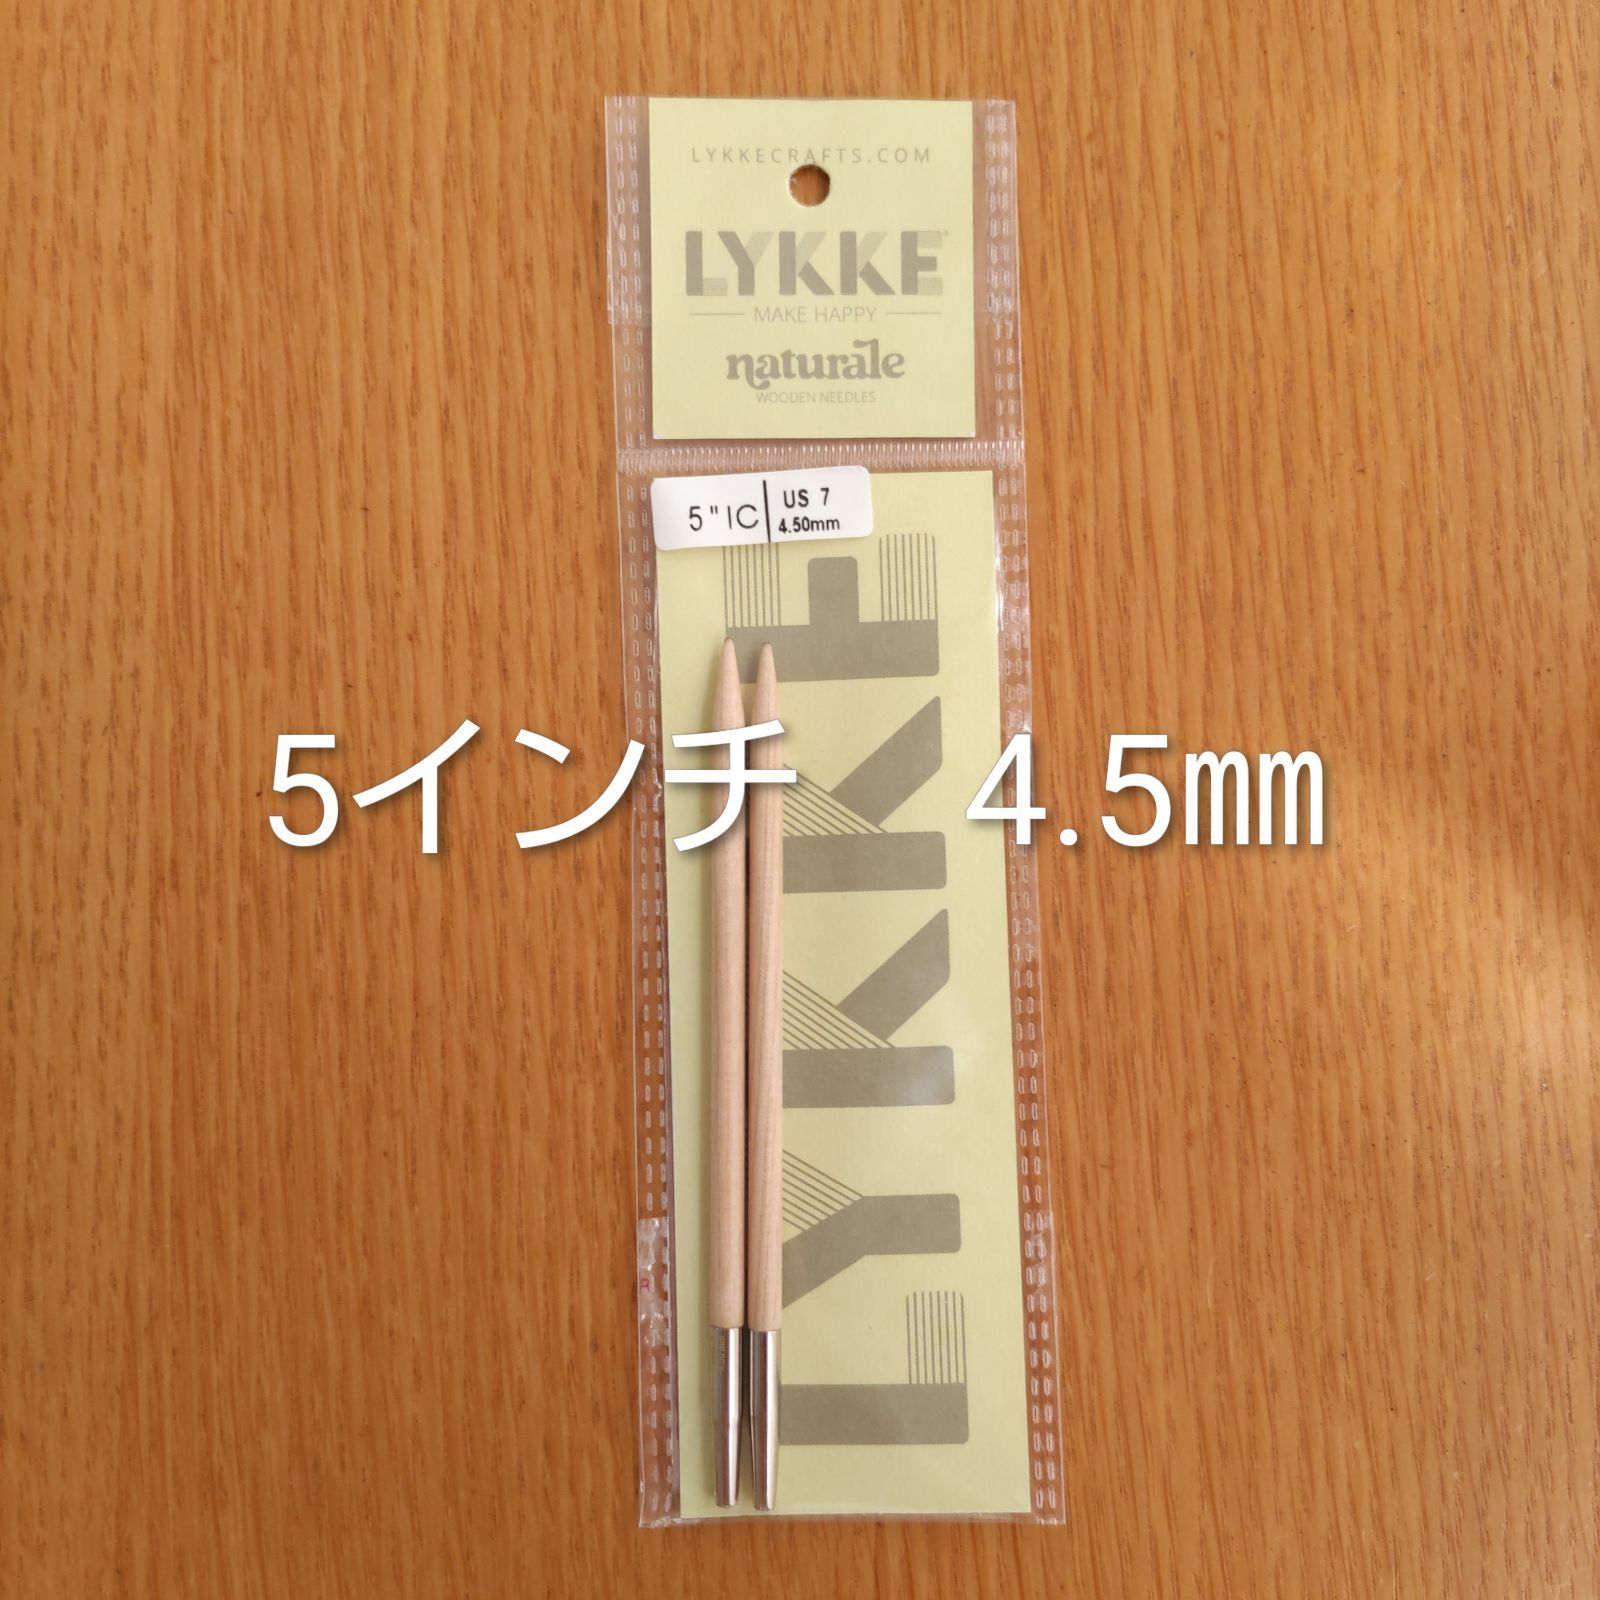 LYKKECRAFTS.COM
LYKKE
MAKE HAPPY
naturale
WOODEN NEEDLES
5"IC US 7
4.50mm
5インチ 4.5㎜
LYKKE